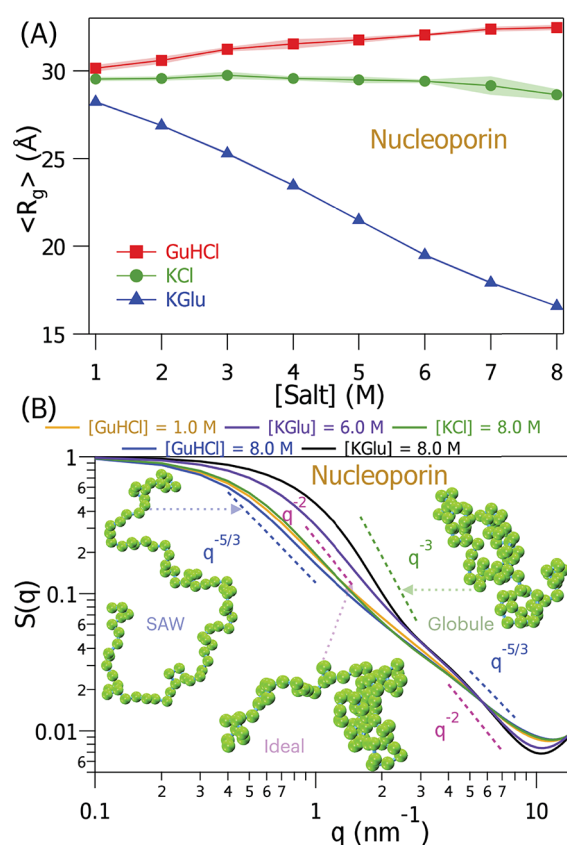 (A)
30
25
20
15
<Rg> (Å)
Nucleoporin
GuHCl
KCl
KGlu
1 2 3 4 5 6 7 8
[Salt] (M)
(B)
[GuHCl] = 1.0 M [KGlu] = 6.0 M [KCl] = 8.0 M
[GuHCl] = 8.0 M [KGlu] = 8.0 M
Nucleoporin
1
6
4
2
0.1
6
4
2
0.01
6
S(q)
q-5/3
q-2
q-3
SAW
Globule
q-5/3
q-2
Ideal
0.1 2 3 4 5 6 7 1 2 3 4 5 6 7 10
q (nm-1)